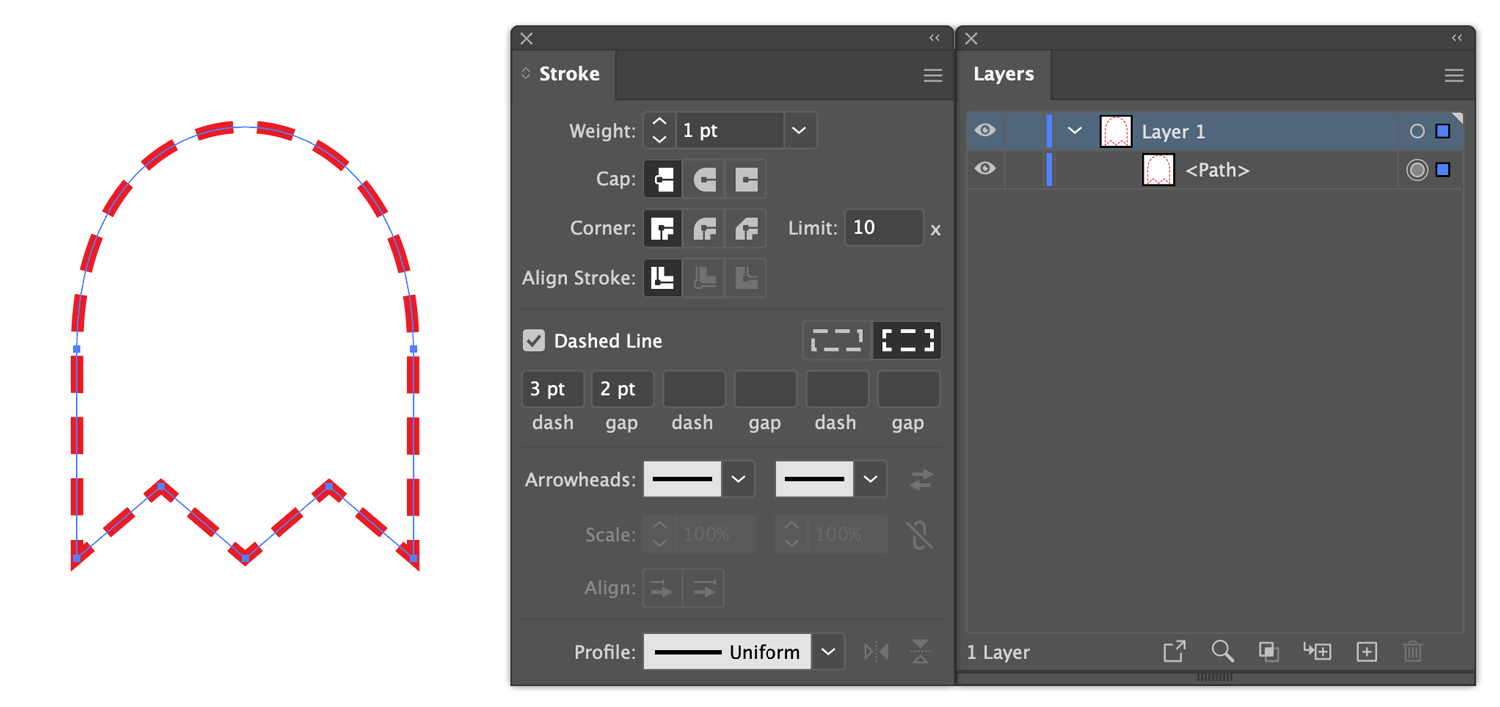 Stroke
Weight: 1 pt
Cap:
Corner: Limit: 10 x
Align Stroke:
Dashed Line
3 pt 2 pt
dash gap dash gap dash gap
Arrowheads:
Scale: 100% 100%
Align:
Profile: Uniform
Layers
Layer 1
<Path>
1 Layer